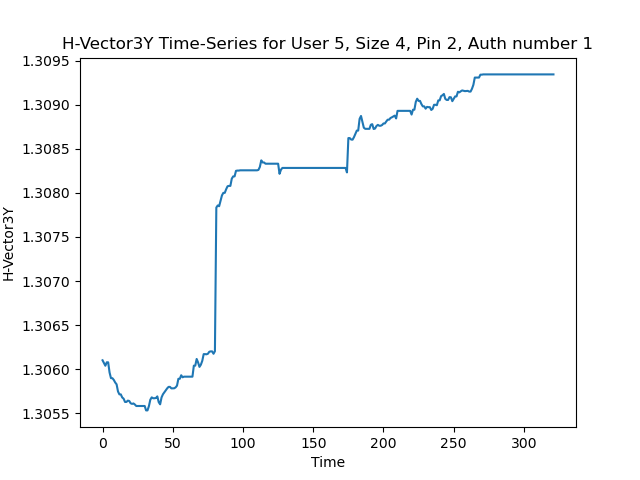 H-Vector3Y Time-Series for User 5, Size 4, Pin 2, Auth number 1
1.3095
1.3090
1.3085
1.3080
1.3075
1.3070
1.3065
1.3060
1.3055
H-Vector3Y
0 50 100 150 200 250 300
Time